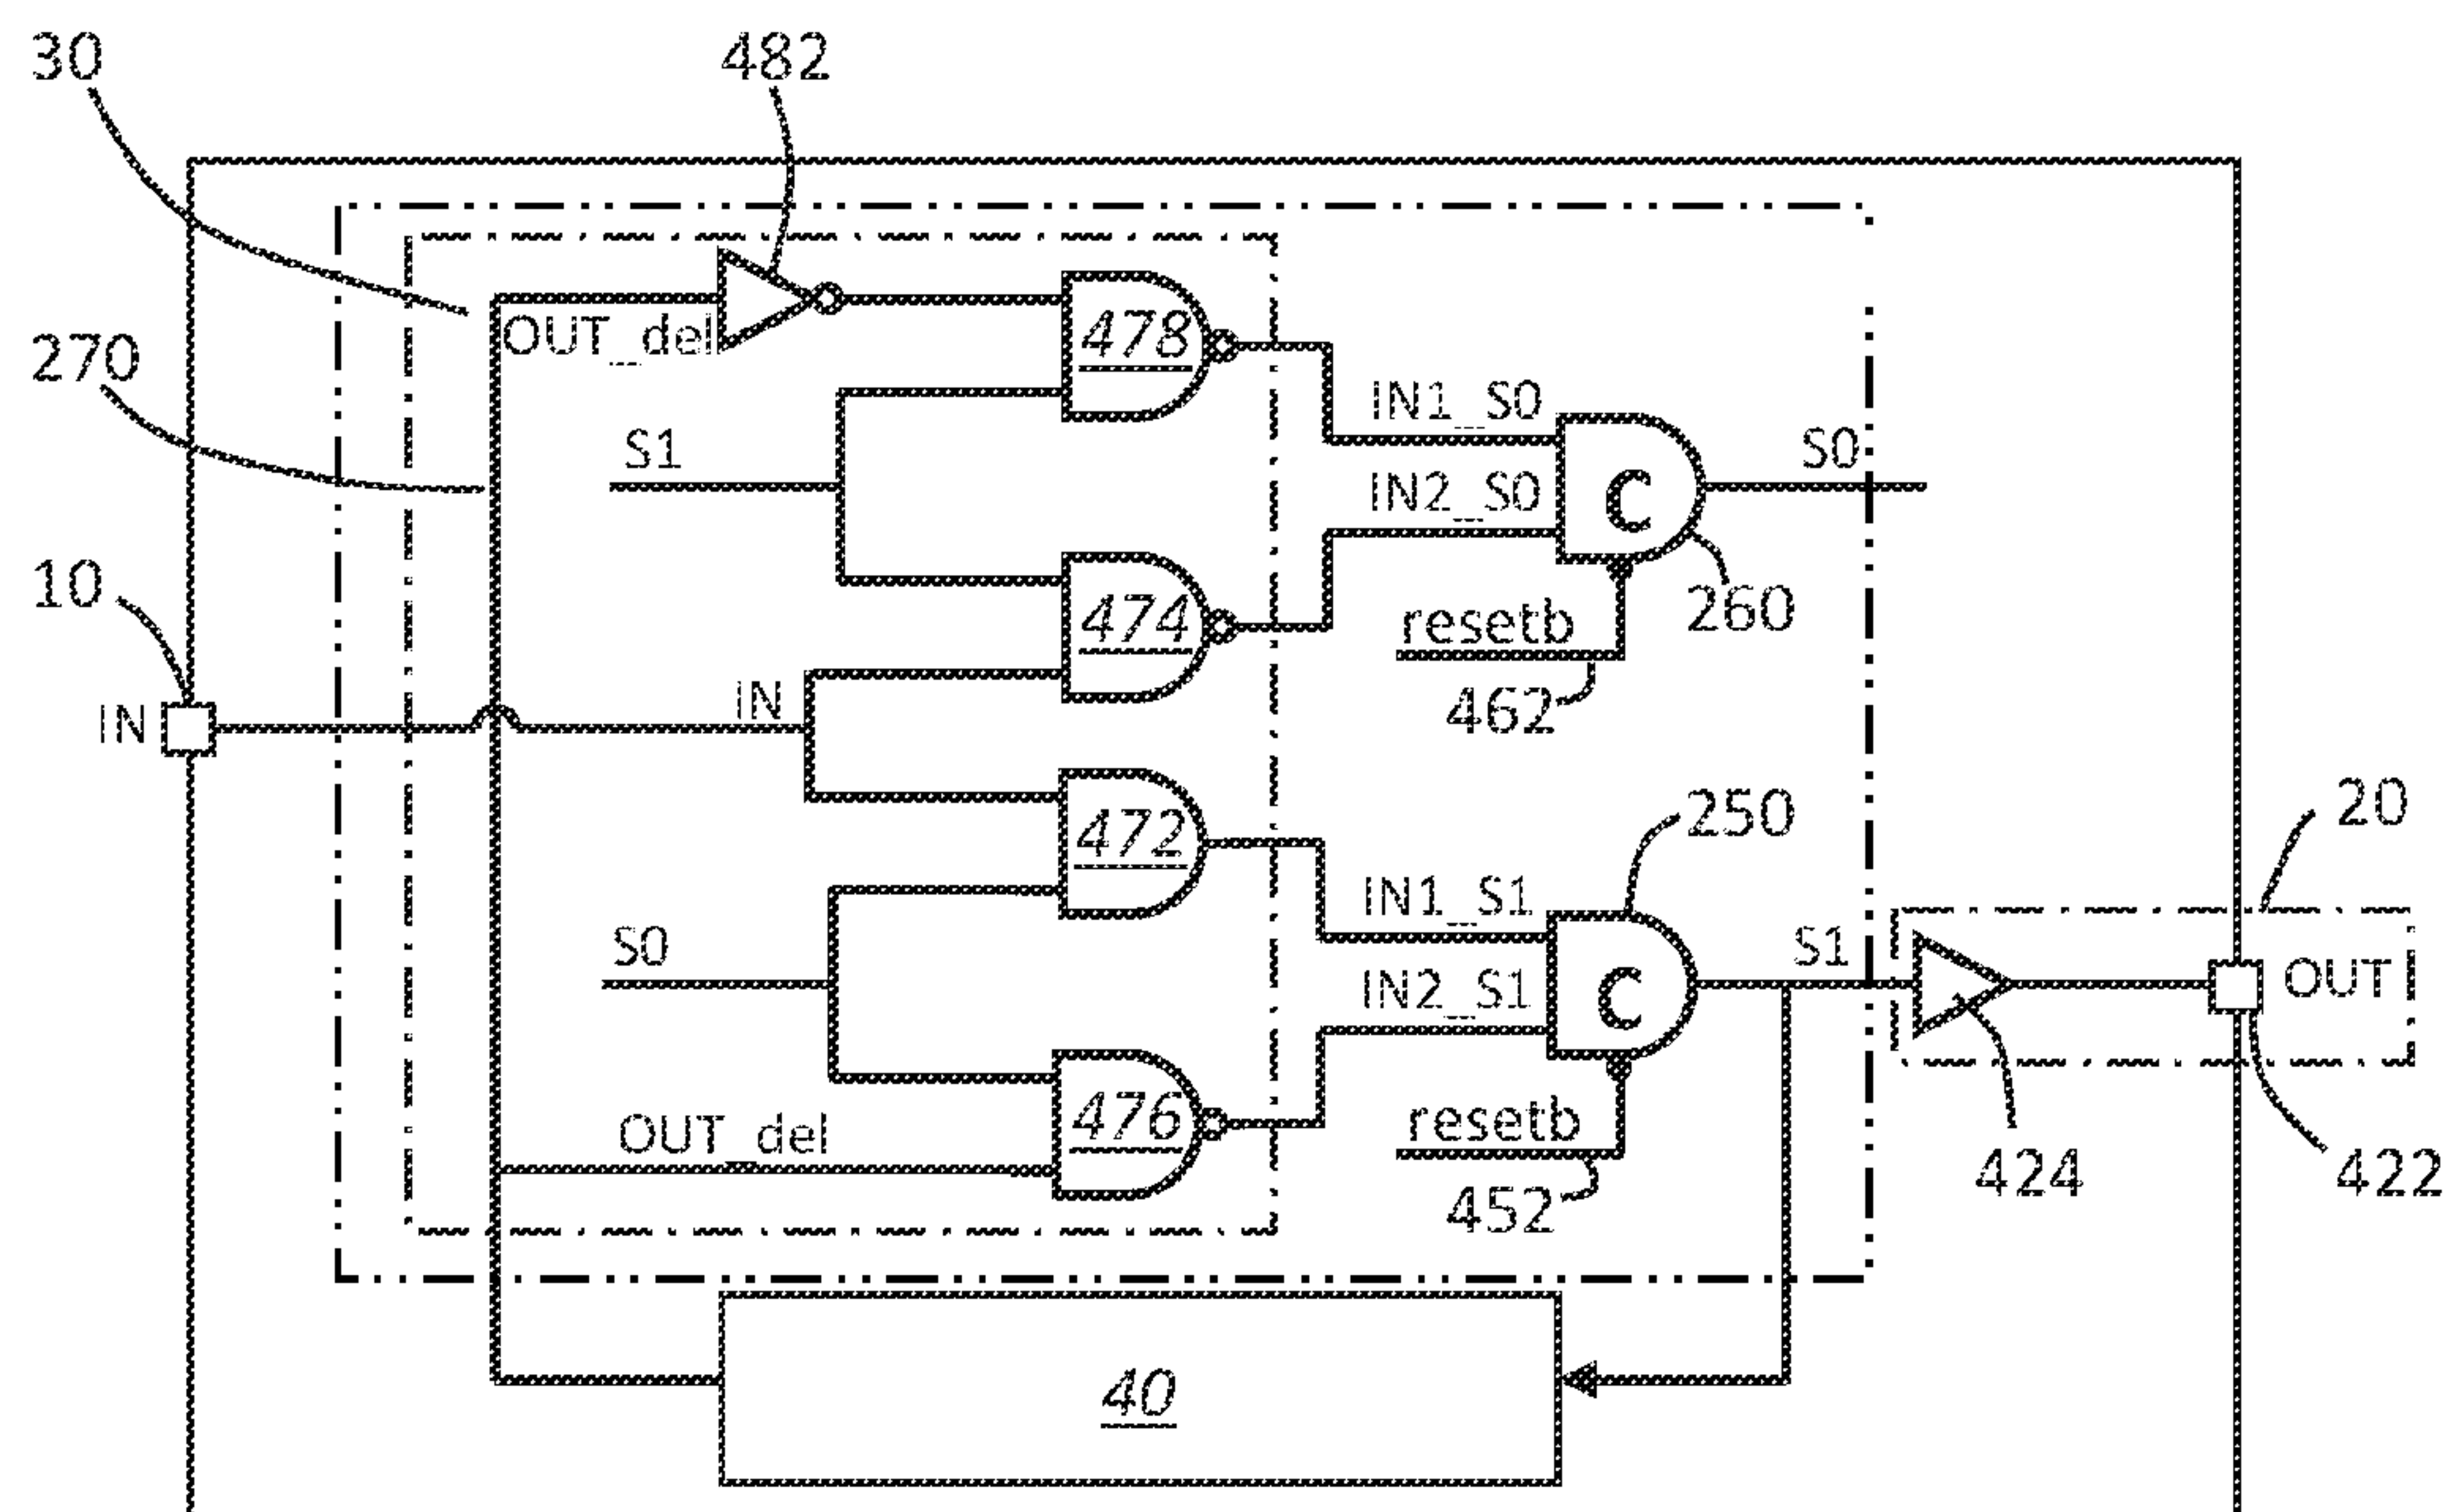 30
482
OUT_del
478
270
S1
IN1_S0
S0
IN2_S0
C
10
474
resetb
260
IN
IN
462
472
250
20
S0
IN1_S1
S1
OUT
IN2_S1
C
OUT_del
476
resetb
424
422
452
40